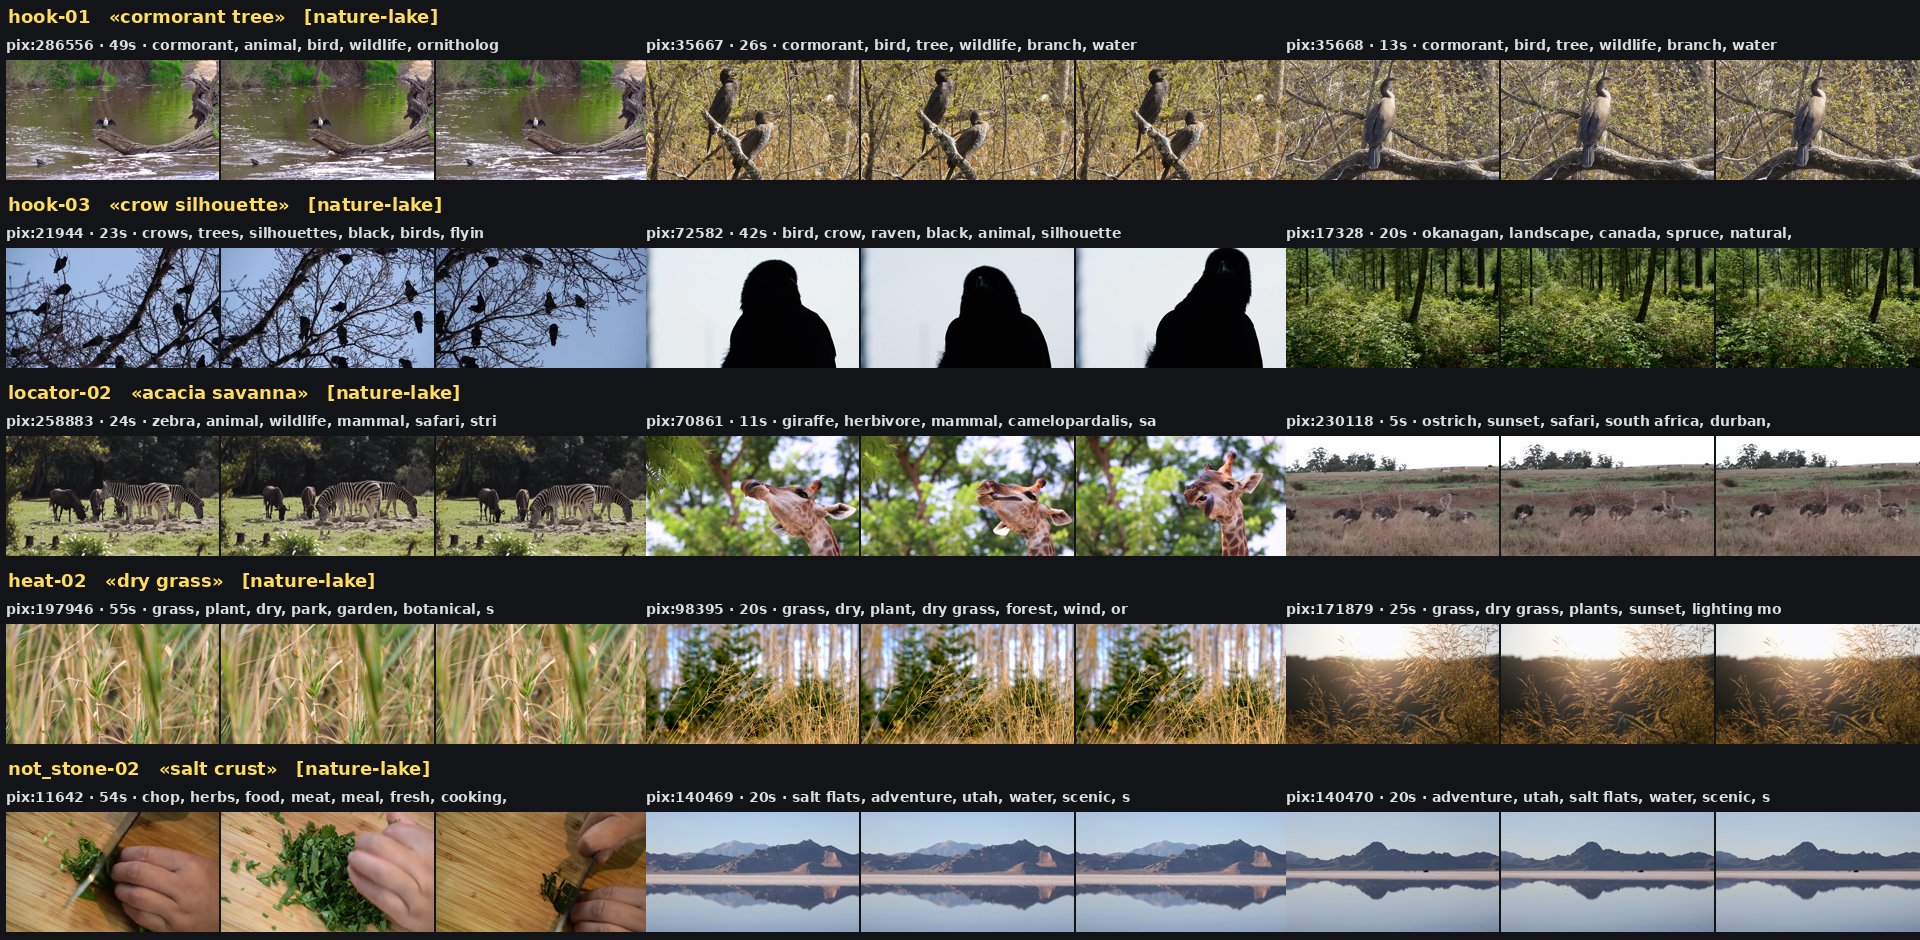 hook-01 «cormorant tree» [nature-lake]
pix:286556 · 49s · cormorant, animal, bird, wildlife, ornitholog
pix:35667 · 26s · cormorant, bird, tree, wildlife, branch, water
pix:35668 · 13s · cormorant, bird, tree, wildlife, branch, water
hook-03 «crow silhouette» [nature-lake]
pix:21944 · 23s · crows, trees, silhouettes, black, birds, flyin
pix:72582 · 42s · bird, crow, raven, black, animal, silhouette
pix:17328 · 20s · okanagan, landscape, canada, spruce, natural,
locator-02 «acacia savanna» [nature-lake]
pix:258883 · 24s · zebra, animal, wildlife, mammal, safari, stri
pix:70861 · 11s · giraffe, herbivore, mammal, camelopardalis, sa
pix:230118 · 5s · ostrich, sunset, safari, south africa, durban,
heat-02 «dry grass» [nature-lake]
pix:197946 · 55s · grass, plant, dry, park, garden, botanical, s
pix:98395 · 20s · grass, dry, plant, dry grass, forest, wind, or
pix:171879 · 25s · grass, dry grass, plants, sunset, lighting mo
not_stone-02 «salt crust» [nature-lake]
pix:11642 · 54s · chop, herbs, food, meat, meal, fresh, cooking,
pix:140469 · 20s · salt flats, adventure, utah, water, scenic, s
pix:140470 · 20s · adventure, utah, salt flats, water, scenic, s